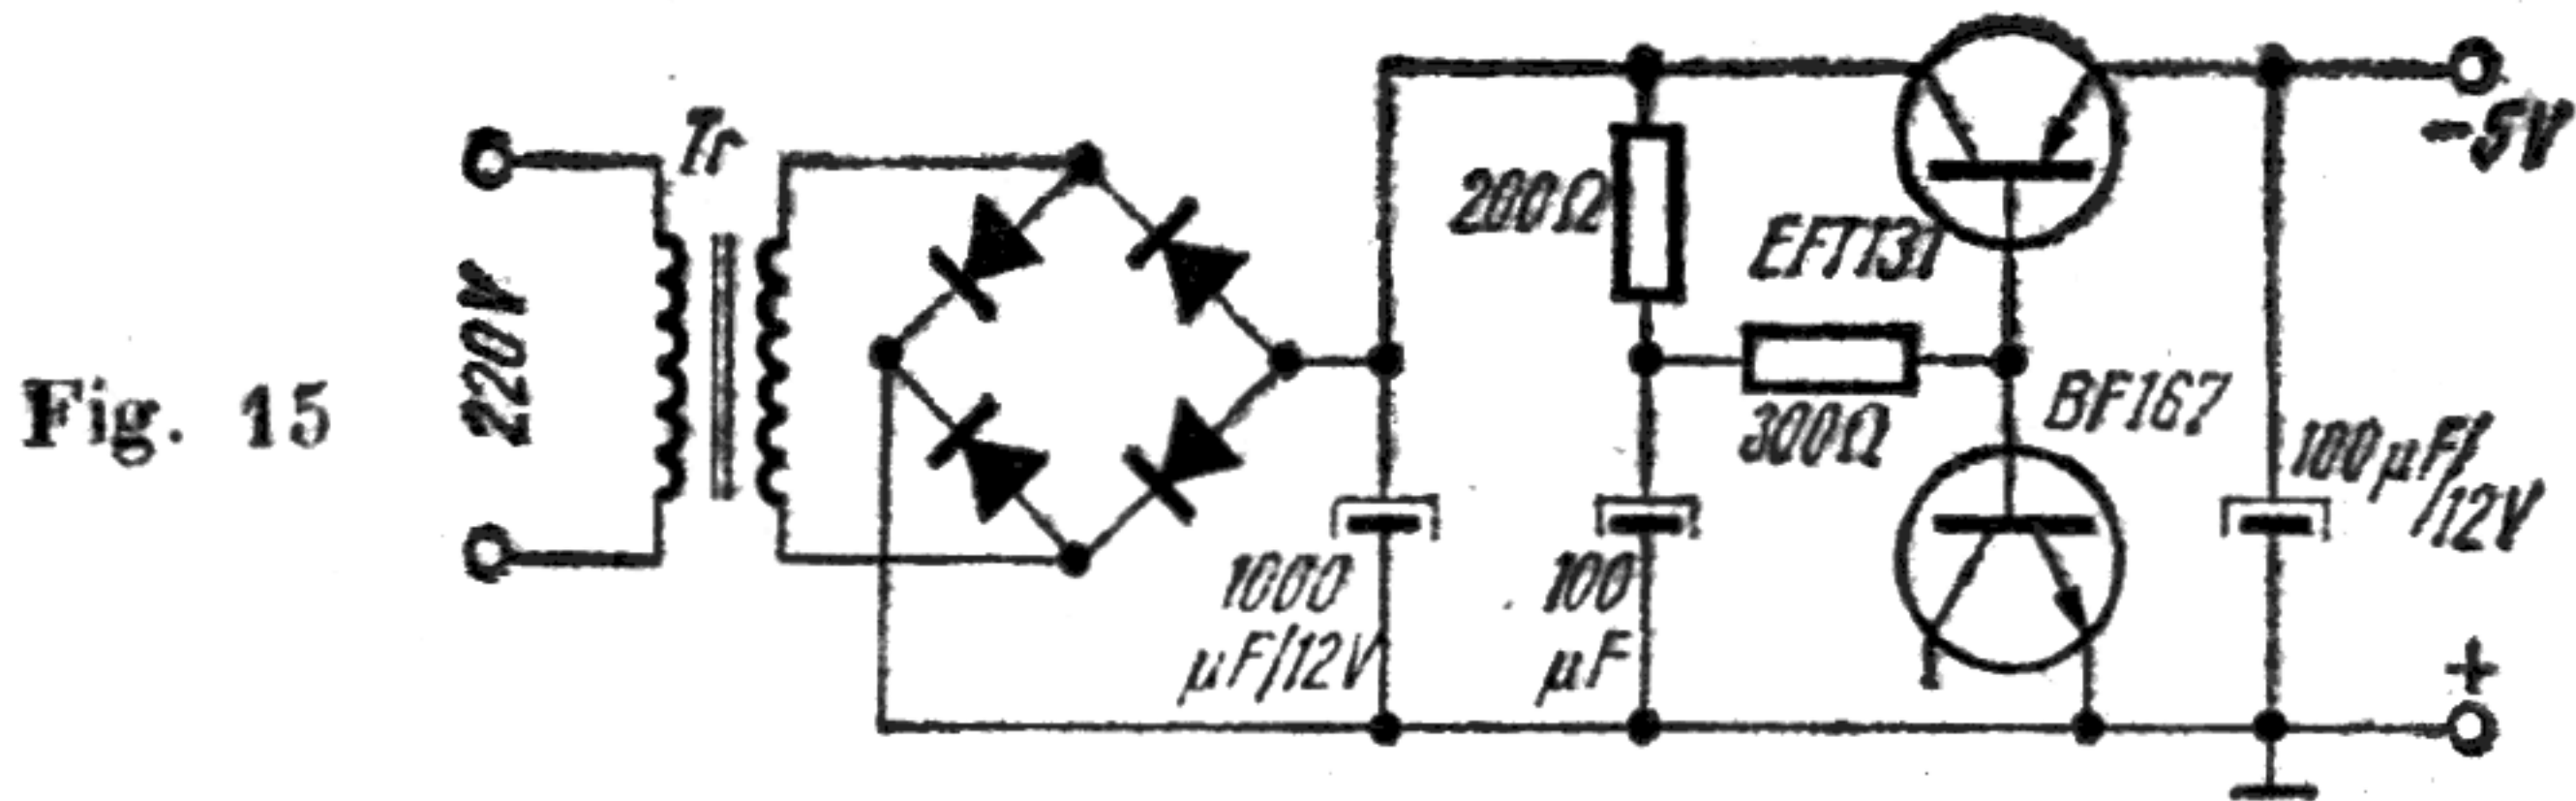 Fig. 15
220V
Tr
1000
µF/12V
200Ω
100
µF
300Ω
EFT131
BF167
100µF/
/12V
-5V
+